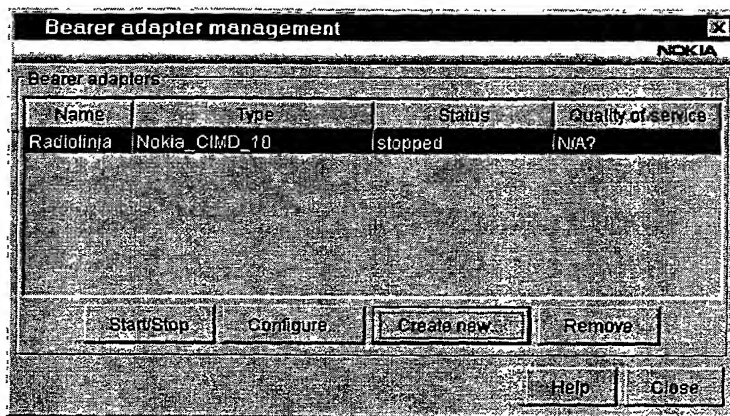 Bearer adapter management
NOKIA
Bearer adapters
Name Type Status Quality of service
Radiolinja Nokia_CIMD_10 stopped N/A?
Start/Stop Configure... Create new... Remove
Help Close